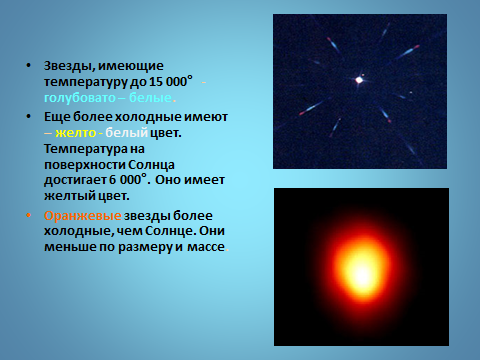 • Звезды, имеющие
температуру до 15 000° -
голубовато – белые.
• Еще более холодные имеют
– желто - белый цвет.
Температура на
поверхности Солнца
достигает 6 000°. Оно имеет
желтый цвет.
• Оранжевые звезды более
холодные, чем Солнце. Они
меньше по размеру и массе